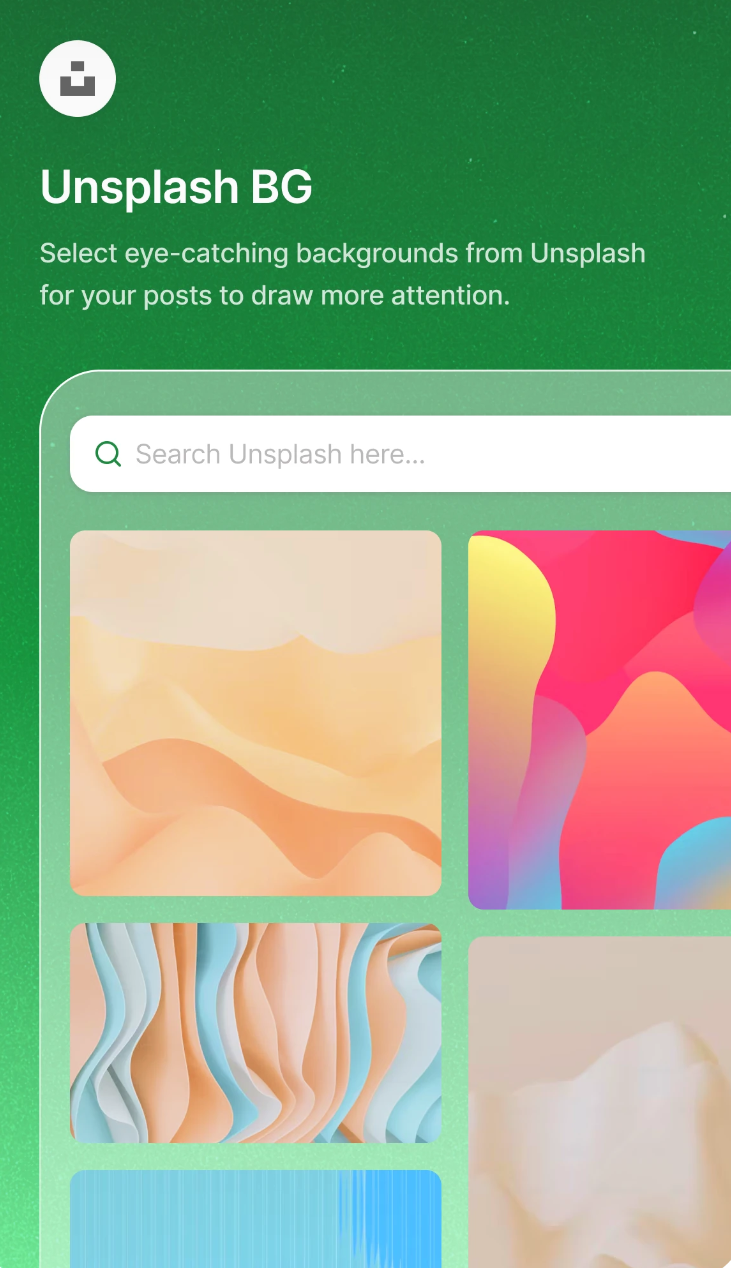 Unsplash BG
Select eye-catching backgrounds from Unsplash
for your posts to draw more attention.
Search Unsplash here...